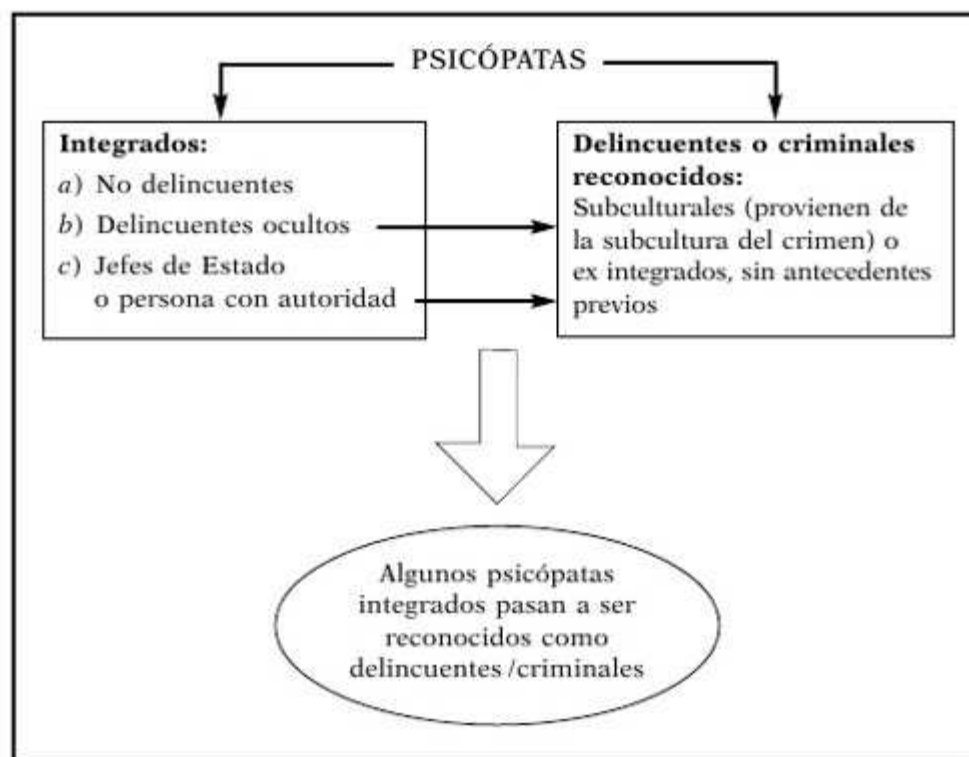 PSICÓPATAS
Integrados:
a) No delincuentes
b) Delincuentes ocultos
c) Jefes de Estado
o persona con autoridad
Delincuentes o criminales
reconocidos:
Subculturales (provienen de
la subcultura del crimen) o
ex integrados, sin antecedentes
previos
Algunos psicópatas
integrados pasan a ser
reconocidos como
delincuentes/criminales